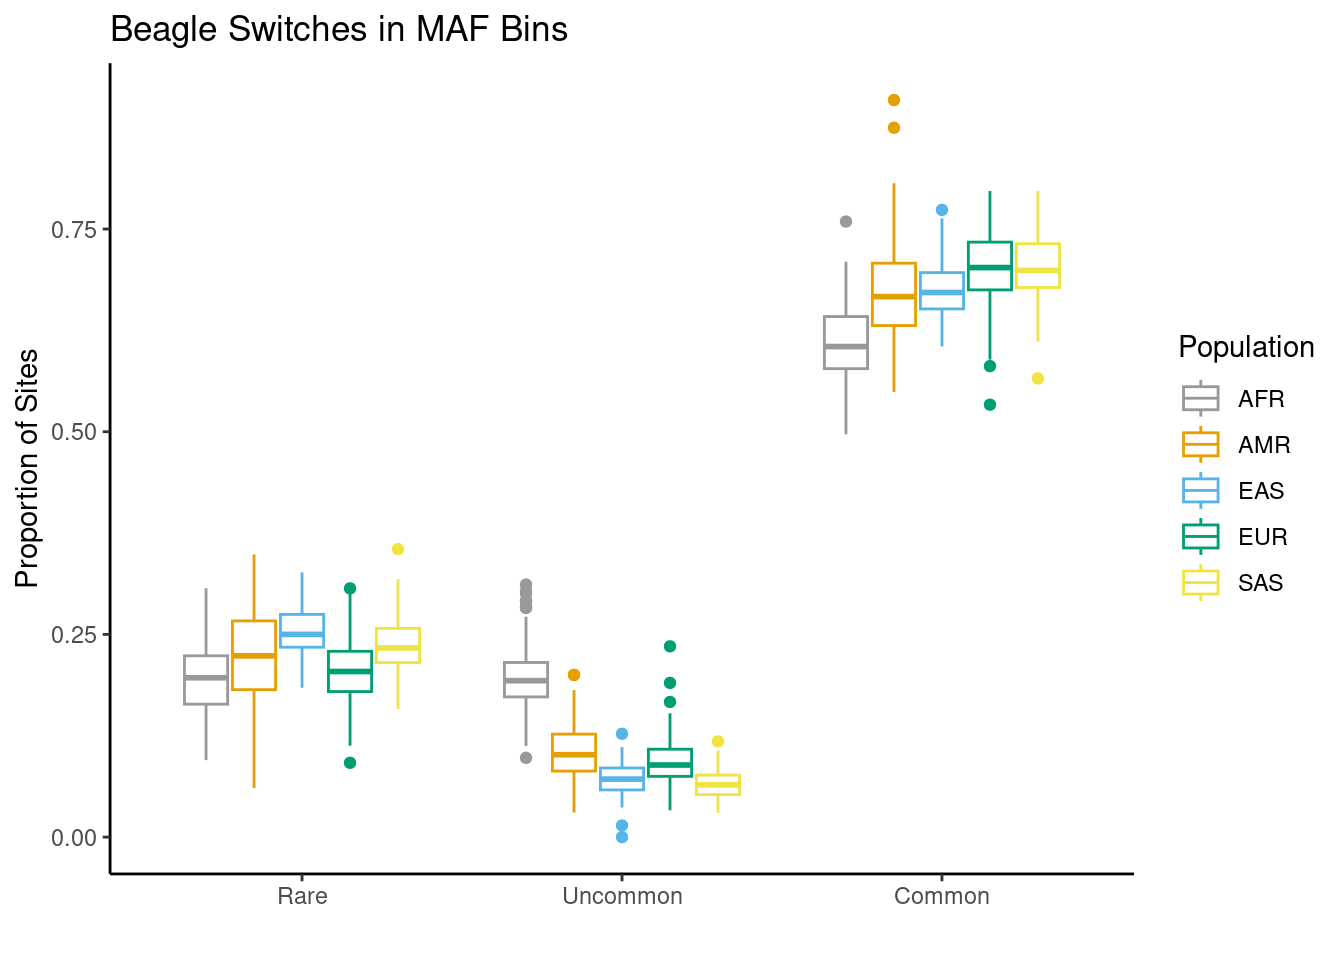 Beagle Switches in MAF Bins
Proportion of Sites
0.75
0.50
0.25
0.00
Rare
Uncommon
Common
Population
AFR
AMR
EAS
EUR
SAS